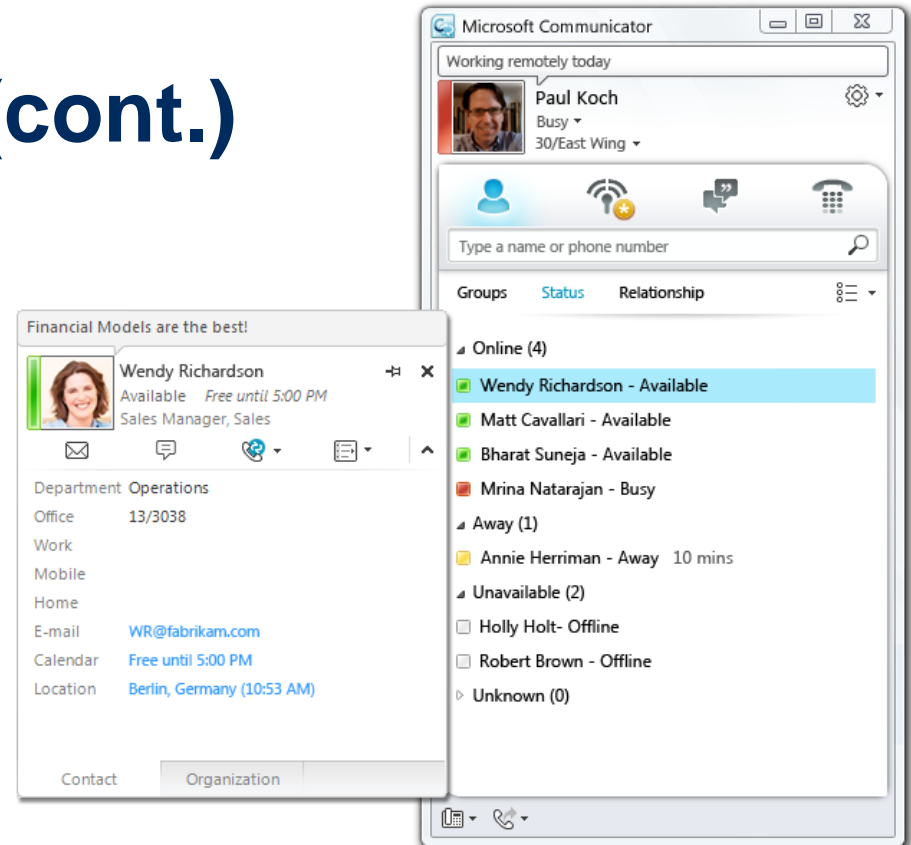 (cont.)
Microsoft Communicator
Working remotely today
Paul Koch
Busy
30/East Wing
Type a name or phone number
Groups Status Relationship
Online (4)
Wendy Richardson - Available
Matt Cavallari - Available
Bharat Suneja - Available
Mrina Natarajan - Busy
Away (1)
Annie Herriman - Away 10 mins
Unavailable (2)
Holly Holt- Offline
Robert Brown - Offline
Unknown (0)
Financial Models are the best!
Wendy Richardson
Available Free until 5:00 PM
Sales Manager, Sales
Department Operations
Office 13/3038
Work
Mobile
Home
E-mail WR@fabrikam.com
Calendar Free until 5:00 PM
Location Berlin, Germany (10:53 AM)
Contact Organization